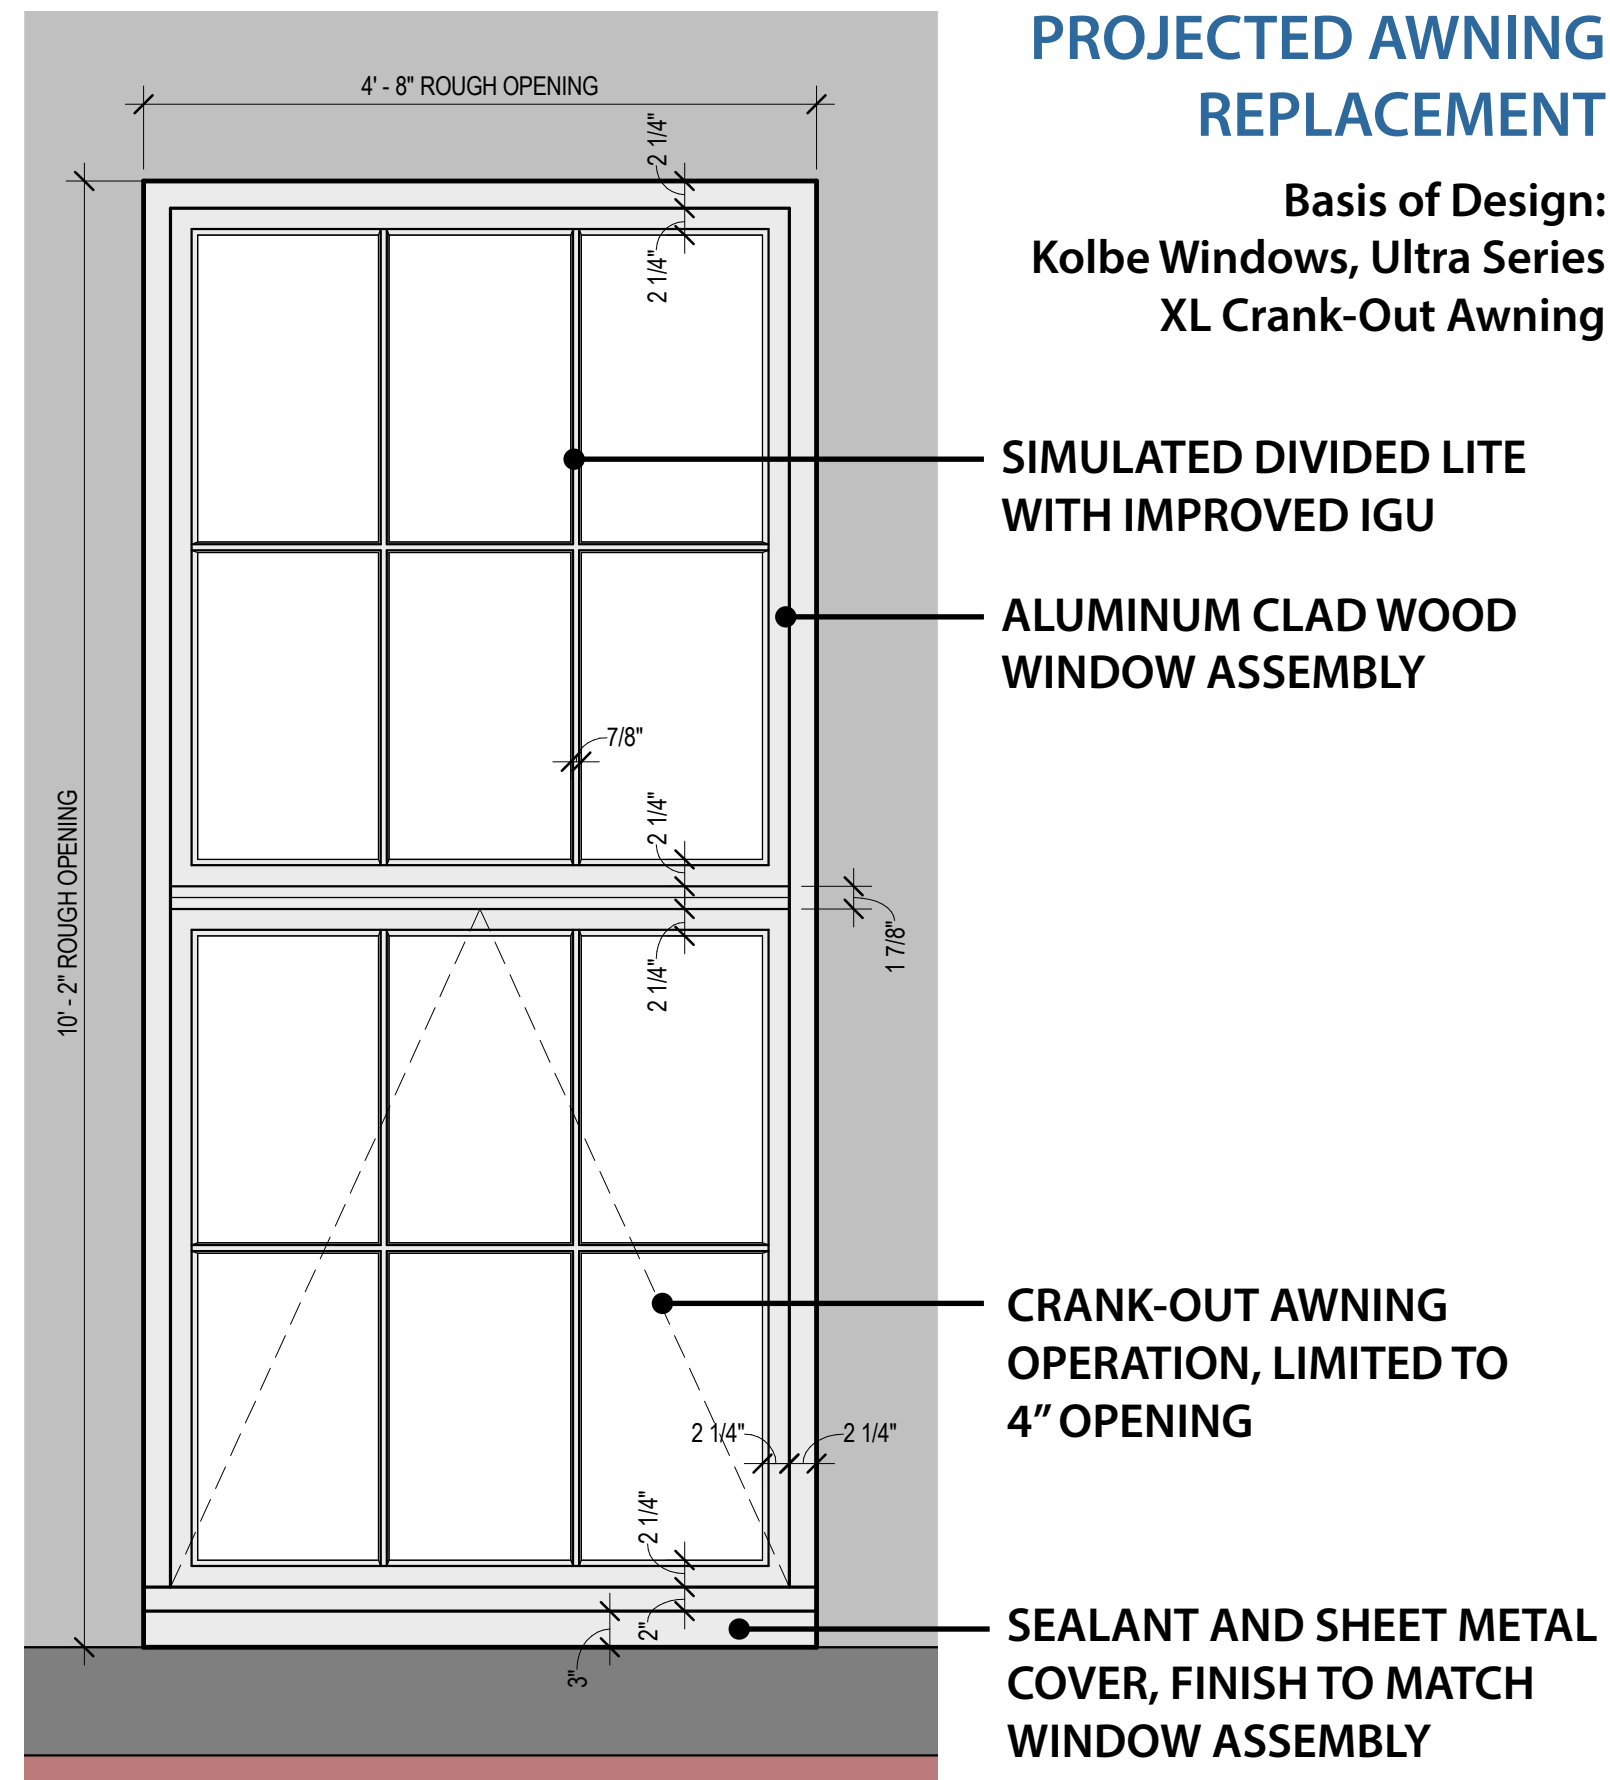 PROJECTED AWNING
REPLACEMENT
Basis of Design:
Kolbe Windows, Ultra Series
XL Crank-Out Awning
4' - 8" ROUGH OPENING
2 1/4"
2 1/4"
SIMULATED DIVIDED LITE
WITH IMPROVED IGU
ALUMINUM CLAD WOOD
WINDOW ASSEMBLY
7/8"
10' - 2" ROUGH OPENING
2 1/4"
2 1/4"
1 7/8"
CRANK-OUT AWNING
OPERATION, LIMITED TO
4” OPENING
2 1/4"
2 1/4"
2 1/4"
2"
3"
SEALANT AND SHEET METAL
COVER, FINISH TO MATCH
WINDOW ASSEMBLY